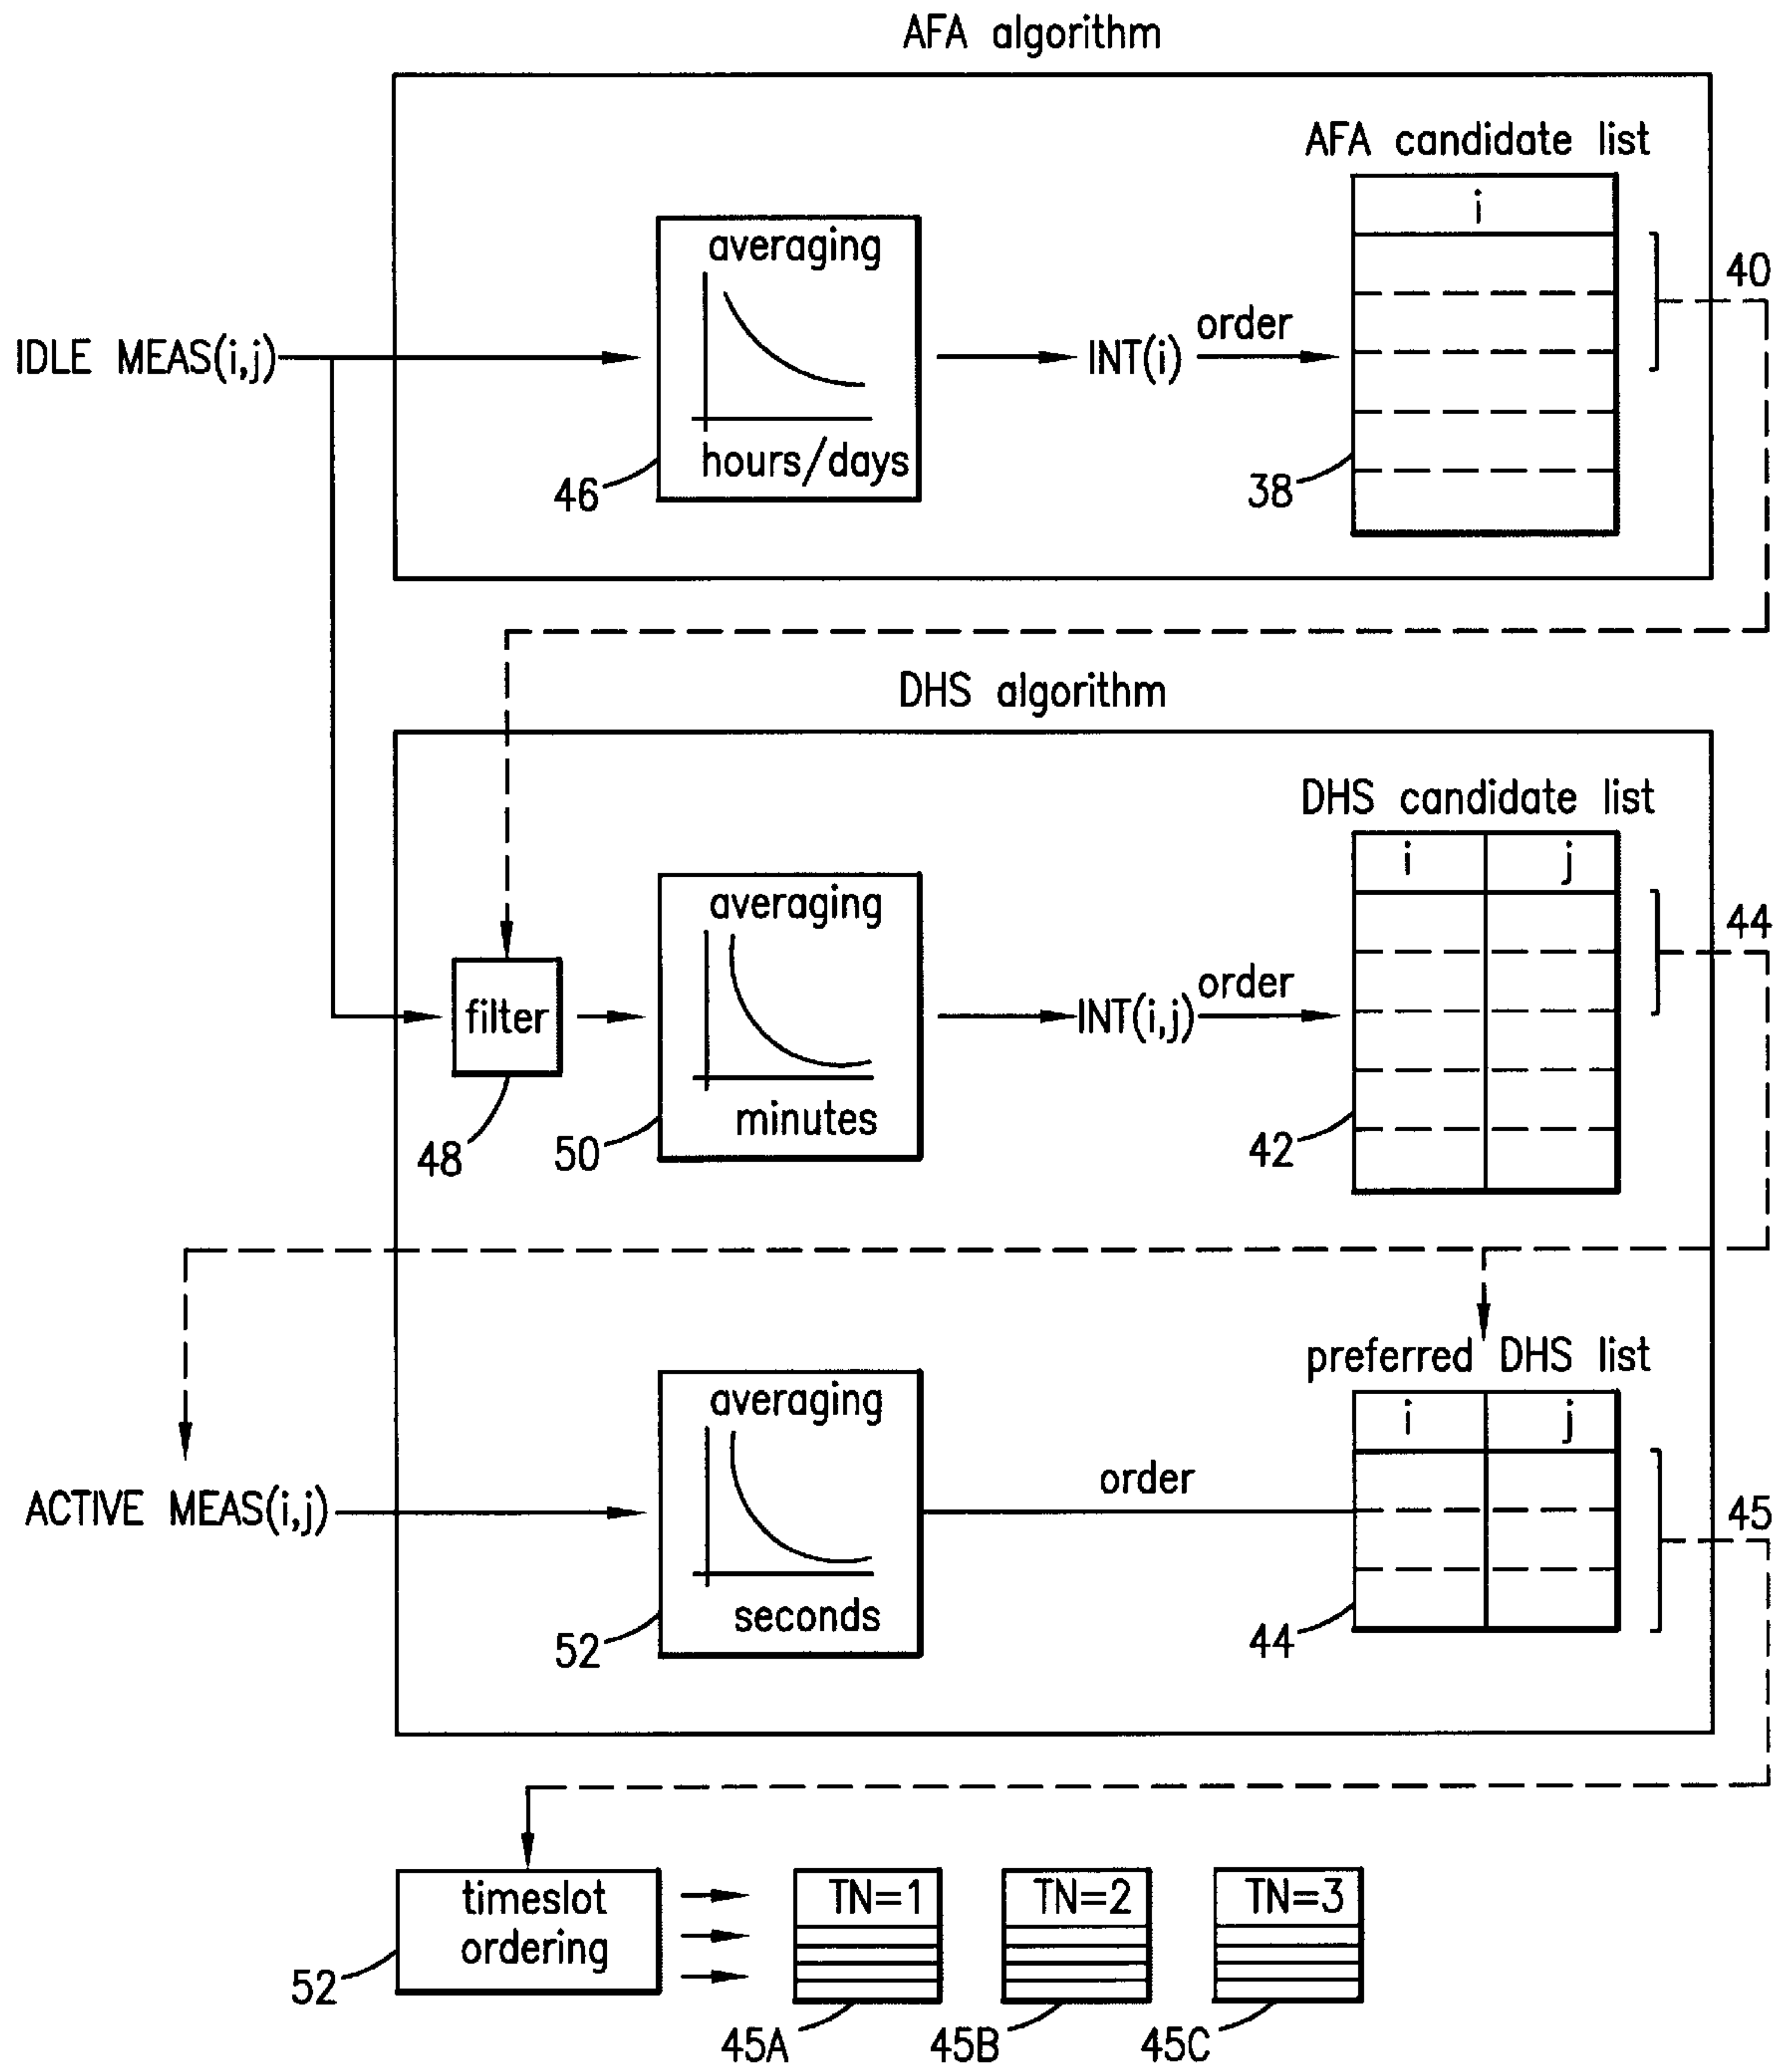 AFA algorithm
AFA candidate list
i
40
averaging
hours/days
46
IDLE MEAS(i,j)
INT(i)
order
38
DHS algorithm
DHS candidate list
i j
44
averaging
minutes
filter
48
50
INT(i,j)
order
42
preferred DHS list
i j
45
averaging
seconds
52
ACTIVE MEAS(i,j)
order
44
timeslot
ordering
52
TN=1
TN=2
TN=3
45A
45B
45C